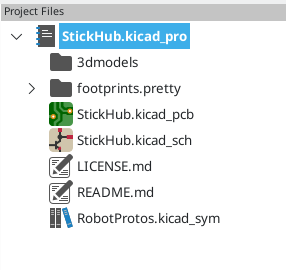 Project Files
StickHub.kicad_pro
3dmodels
footprints.pretty
StickHub.kicad_pcb
StickHub.kicad_sch
LICENSE.md
README.md
RobotProtos.kicad_sym